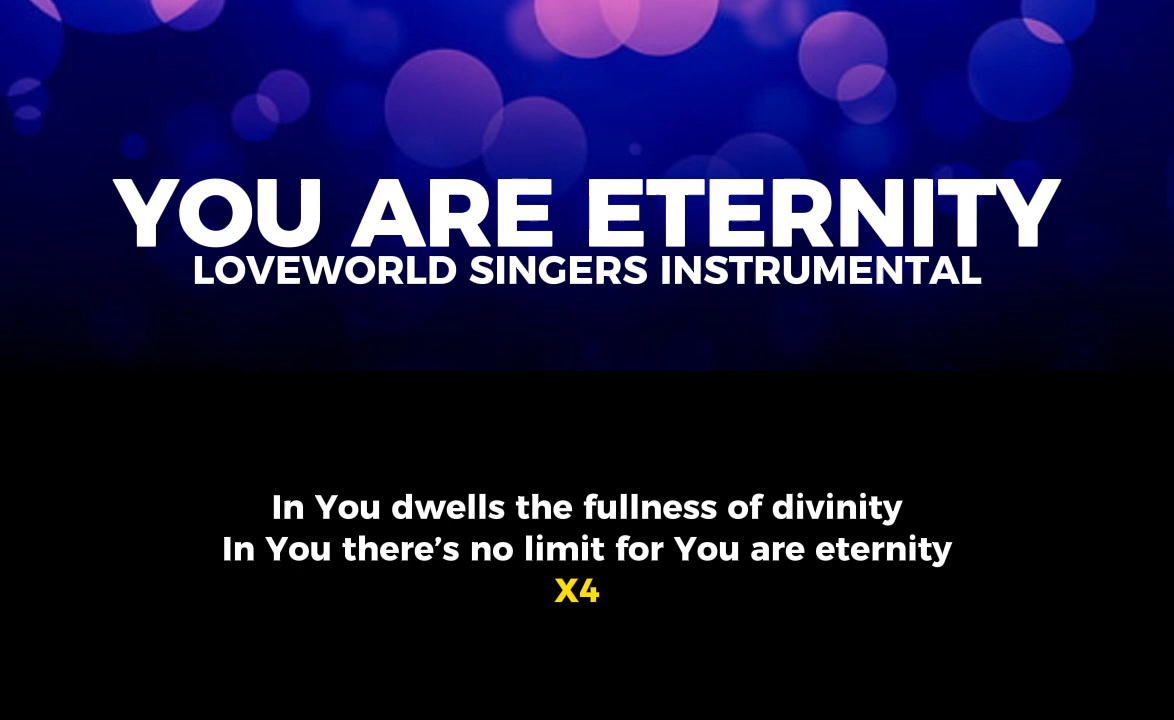 YOU ARE ETERNITY
LOVEWORLD SINGERS INSTRUMENTAL
In You dwells the fullness of divinity
In You there’s no limit for You are eternity
X4